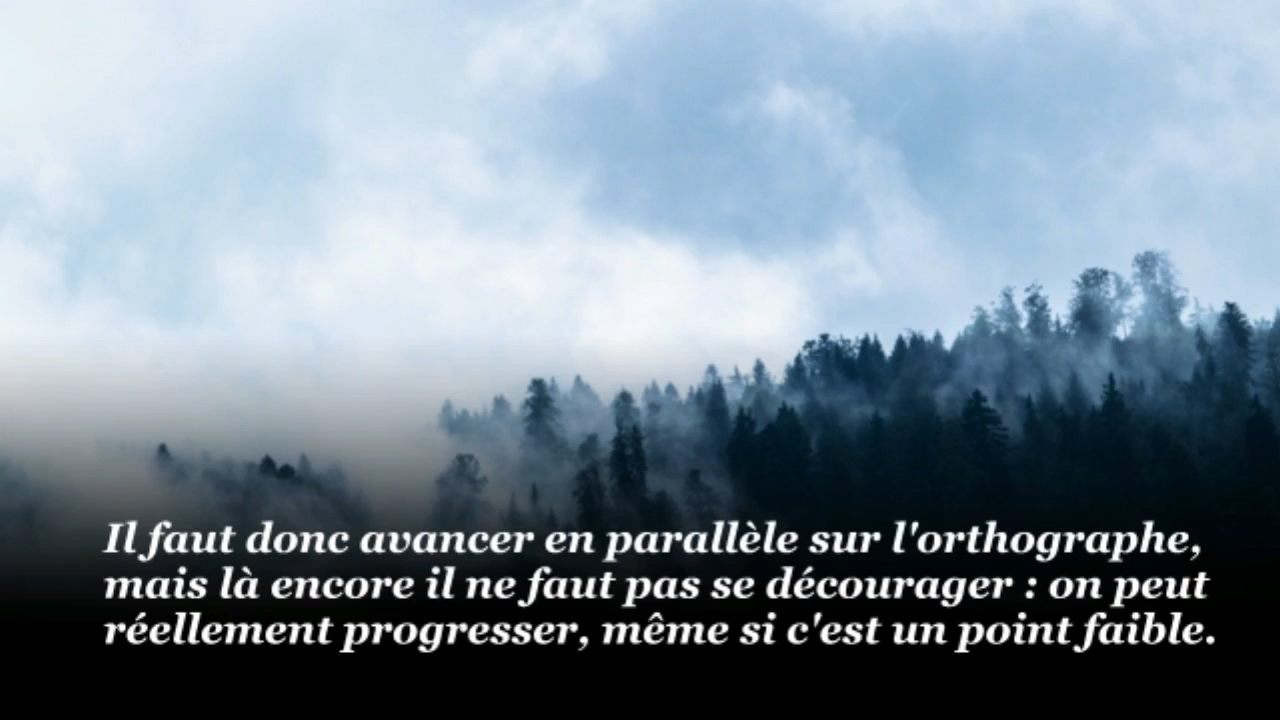 Il faut donc avancer en parallèle sur l'orthographe,
mais là encore il ne faut pas se décourager : on peut
réellement progresser, même si c'est un point faible.